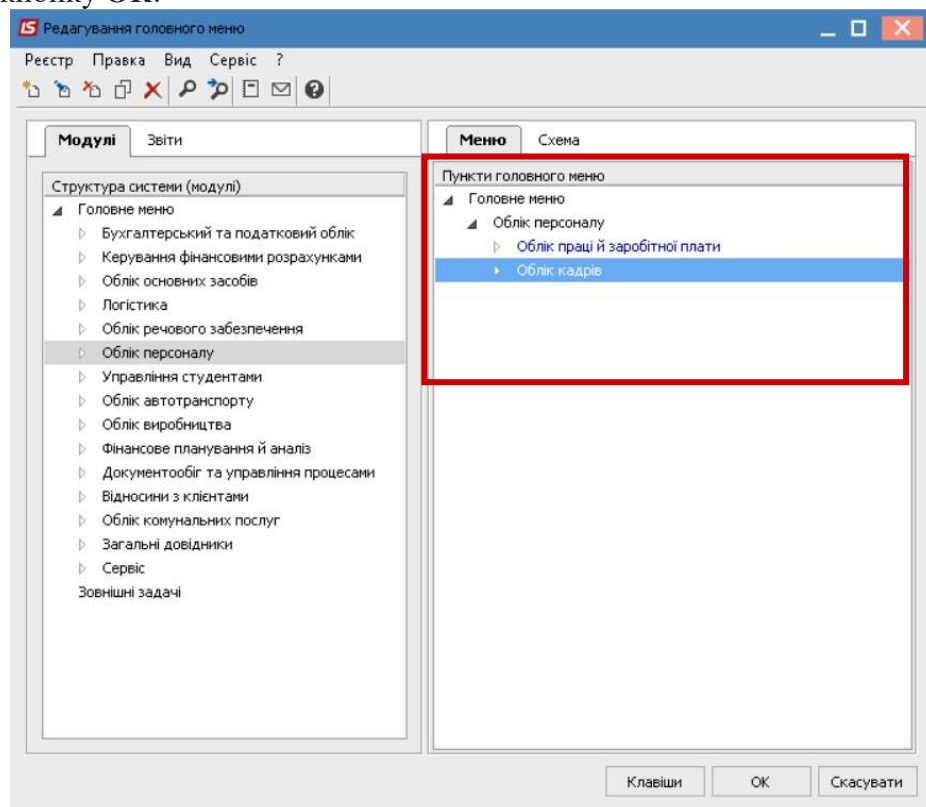 кнопку ОК.
Редагування головного меню
Реєстр Правка Вид Сервіс ?
Модулі Звіти
Структура системи (модулі)
Головне меню
Бухгалтерський та податковий облік
Керування фінансовими розрахунками
Облік основних засобів
Логістика
Облік речового забезпечення
Облік персоналу
Управління студентами
Облік автотранспорту
Облік виробництва
Фінансове планування й аналіз
Документообіг та управління процесами
Відносини з клієнтами
Облік комунальних послуг
Загальні довідники
Сервіс
Зовнішні задачі
Меню Схема
Пункти головного меню
Головне меню
Облік персоналу
Облік праці й заробітної плати
Облік кадрів
Клавіши ОК Скасувати